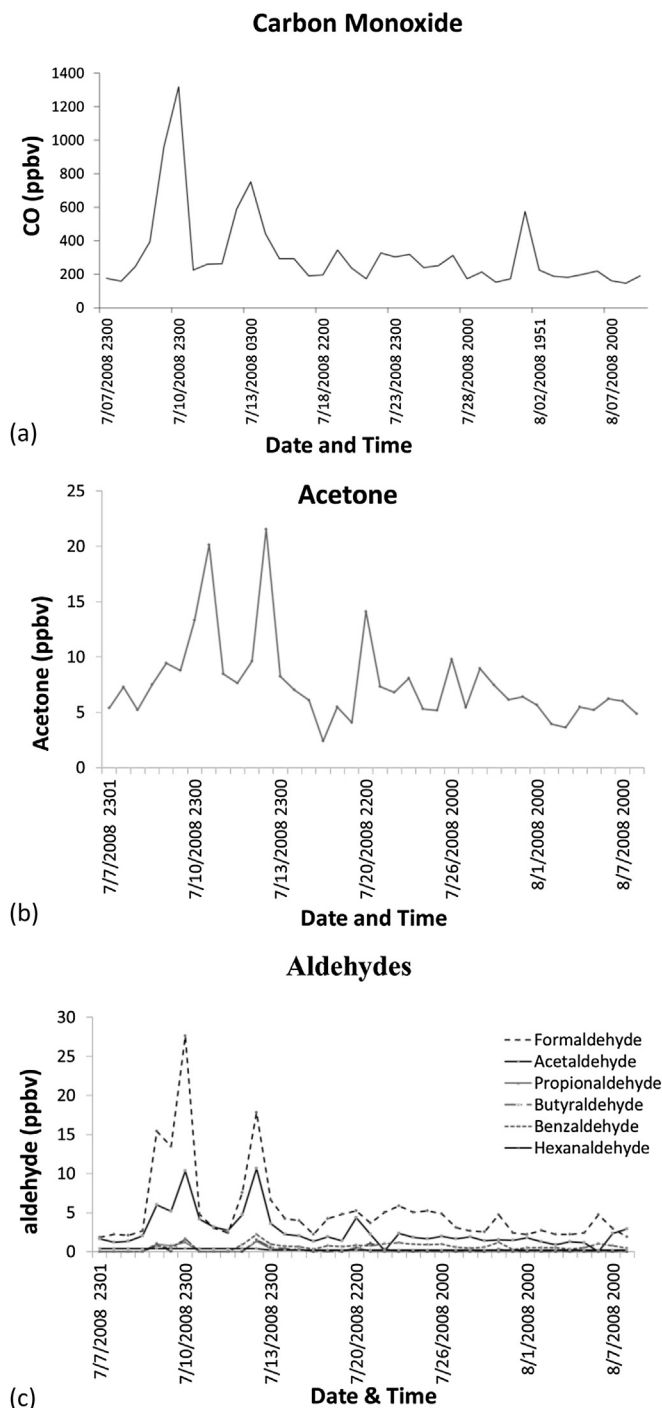 Carbon Monoxide
1400
1200
1000
800
600
400
200
0
CO (ppbv)
7/07/2008 2300
7/10/2008 2300
7/13/2008 0300
7/18/2008 2200
7/23/2008 2300
7/28/2008 2000
8/02/2008 1951
8/07/2008 2000
(a)
Date and Time
Acetone
25
20
15
10
5
0
Acetone (ppbv)
7/7/2008 2301
7/10/2008 2300
7/13/2008 2300
7/20/2008 2200
7/26/2008 2000
8/1/2008 2000
8/7/2008 2000
(b)
Date and Time
Aldehydes
30
25
20
15
10
5
0
aldehyde (ppbv)
Formaldehyde
Acetaldehyde
Propionaldehyde
Butyraldehyde
Benzaldehyde
Hexanaldehyde
7/7/2008 2301
7/10/2008 2300
7/13/2008 2300
7/20/2008 2200
7/26/2008 2000
8/1/2008 2000
8/7/2008 2000
(c)
Date & Time